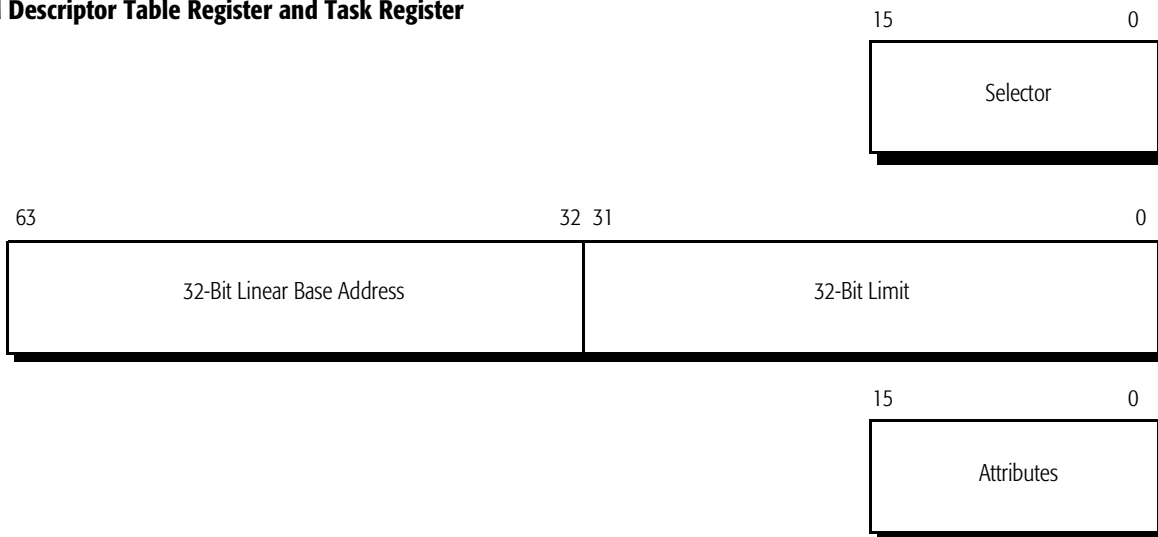 Descriptor Table Register and Task Register
15 0
Selector
63 32 31 0
32-Bit Linear Base Address 32-Bit Limit
15 0
Attributes